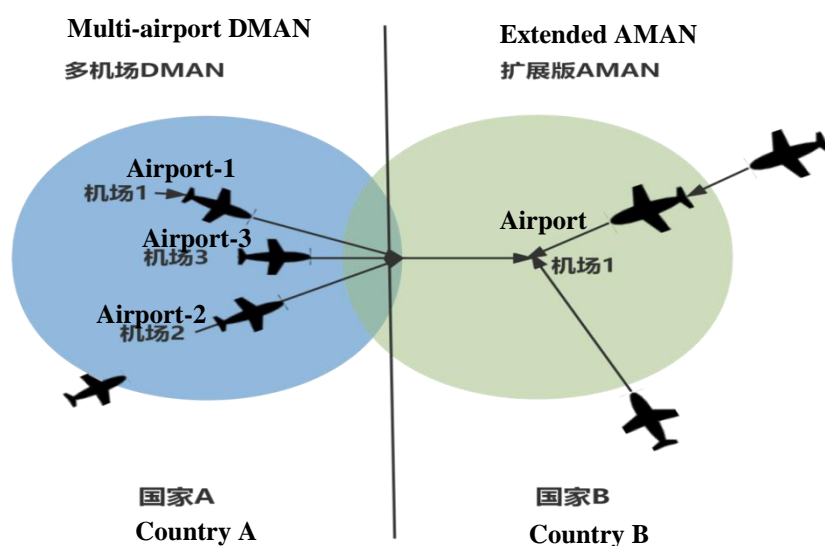 Multi-airport DMAN
多机场DMAN
Extended AMAN
扩展版AMAN
Airport-1
机场1
Airport-3
机场3
Airport-2
机场2
Airport
机场1
国家A
Country A
国家B
Country B